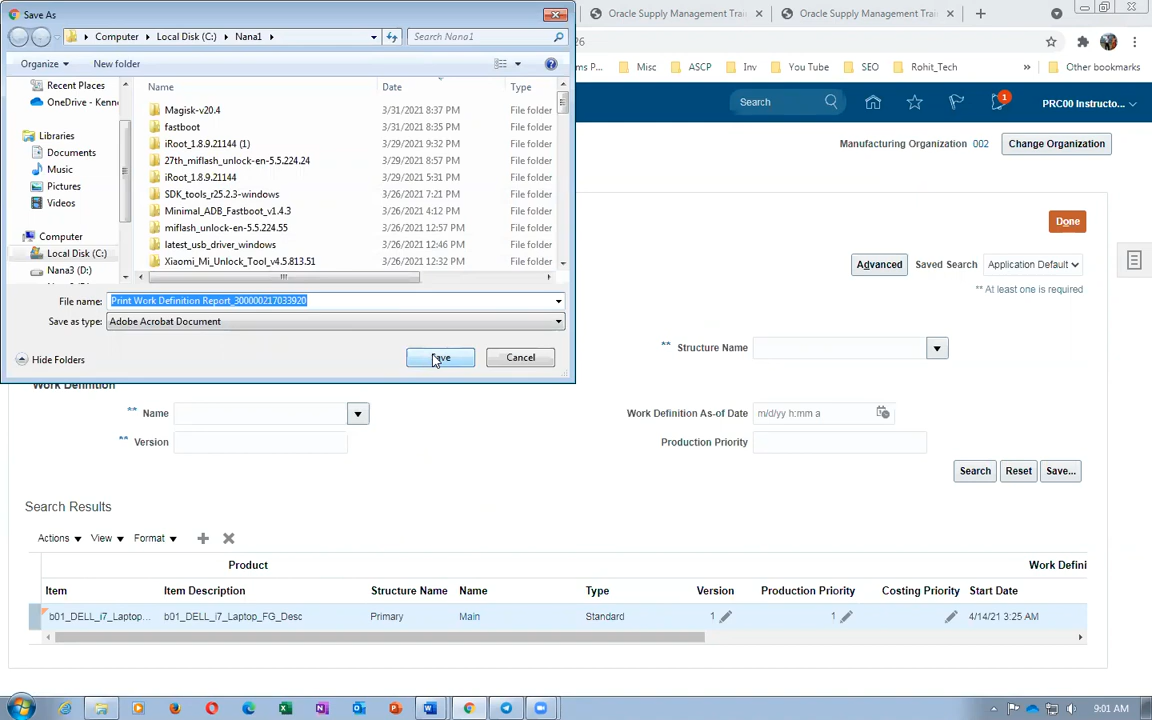 Save As
Computer Local Disk (C:) Nana1
Search Nana1
Organize New folder
Recent Places
OneDrive - Kenn
Libraries
Documents
Music
Pictures
Videos
Computer
Local Disk (C:)
Nana3 (D:)
Name Date Type
Magisk-v20.4 3/31/2021 8:37 PM File folder
fastboot 3/31/2021 8:35 PM File folder
iRoot_1.8.9.21144 (1) 3/29/2021 9:32 PM File folder
27th_miflash_unlock-en-5.5.224.24 3/29/2021 8:57 PM File folder
iRoot_1.8.9.21144 3/29/2021 5:31 PM File folder
SDK_tools_r25.2.3-windows 3/26/2021 7:21 PM File folder
Minimal_ADB_Fastboot_v1.4.3 3/26/2021 4:12 PM File folder
miflash_unlock-en-5.5.224.55 3/26/2021 12:57 PM File folder
latest_usb_driver_windows 3/26/2021 12:46 PM File folder
Xiaomi_Mi_Unlock_Tool_v4.5.813.51 3/26/2021 12:32 PM File folder
File name: Print Work Definition Report_300000217033920
Save as type: Adobe Acrobat Document
Hide Folders
Save Cancel
Oracle Supply Management Trai Oracle Supply Management Trai
26
ms P... Misc ASCP Inv You Tube SEO Rohit_Tech » Other bookmarks
Search 1 PRC00 Instructo...
Manufacturing Organization 002 Change Organization
Done
Advanced Saved Search Application Default
** At least one is required
** Structure Name
Work Definition
** Name Work Definition As-of Date m/d/yy h:mm a
** Version Production Priority
Search Reset Save...
Search Results
Actions View Format
Product Work Defini
Item Item Description Structure Name Name Type Version Production Priority Costing Priority Start Date
b01_DELL_i7_Laptop... b01_DELL_i7_Laptop_FG_Desc Primary Main Standard 1 1 4/14/21 3:25 AM
9:01 AM